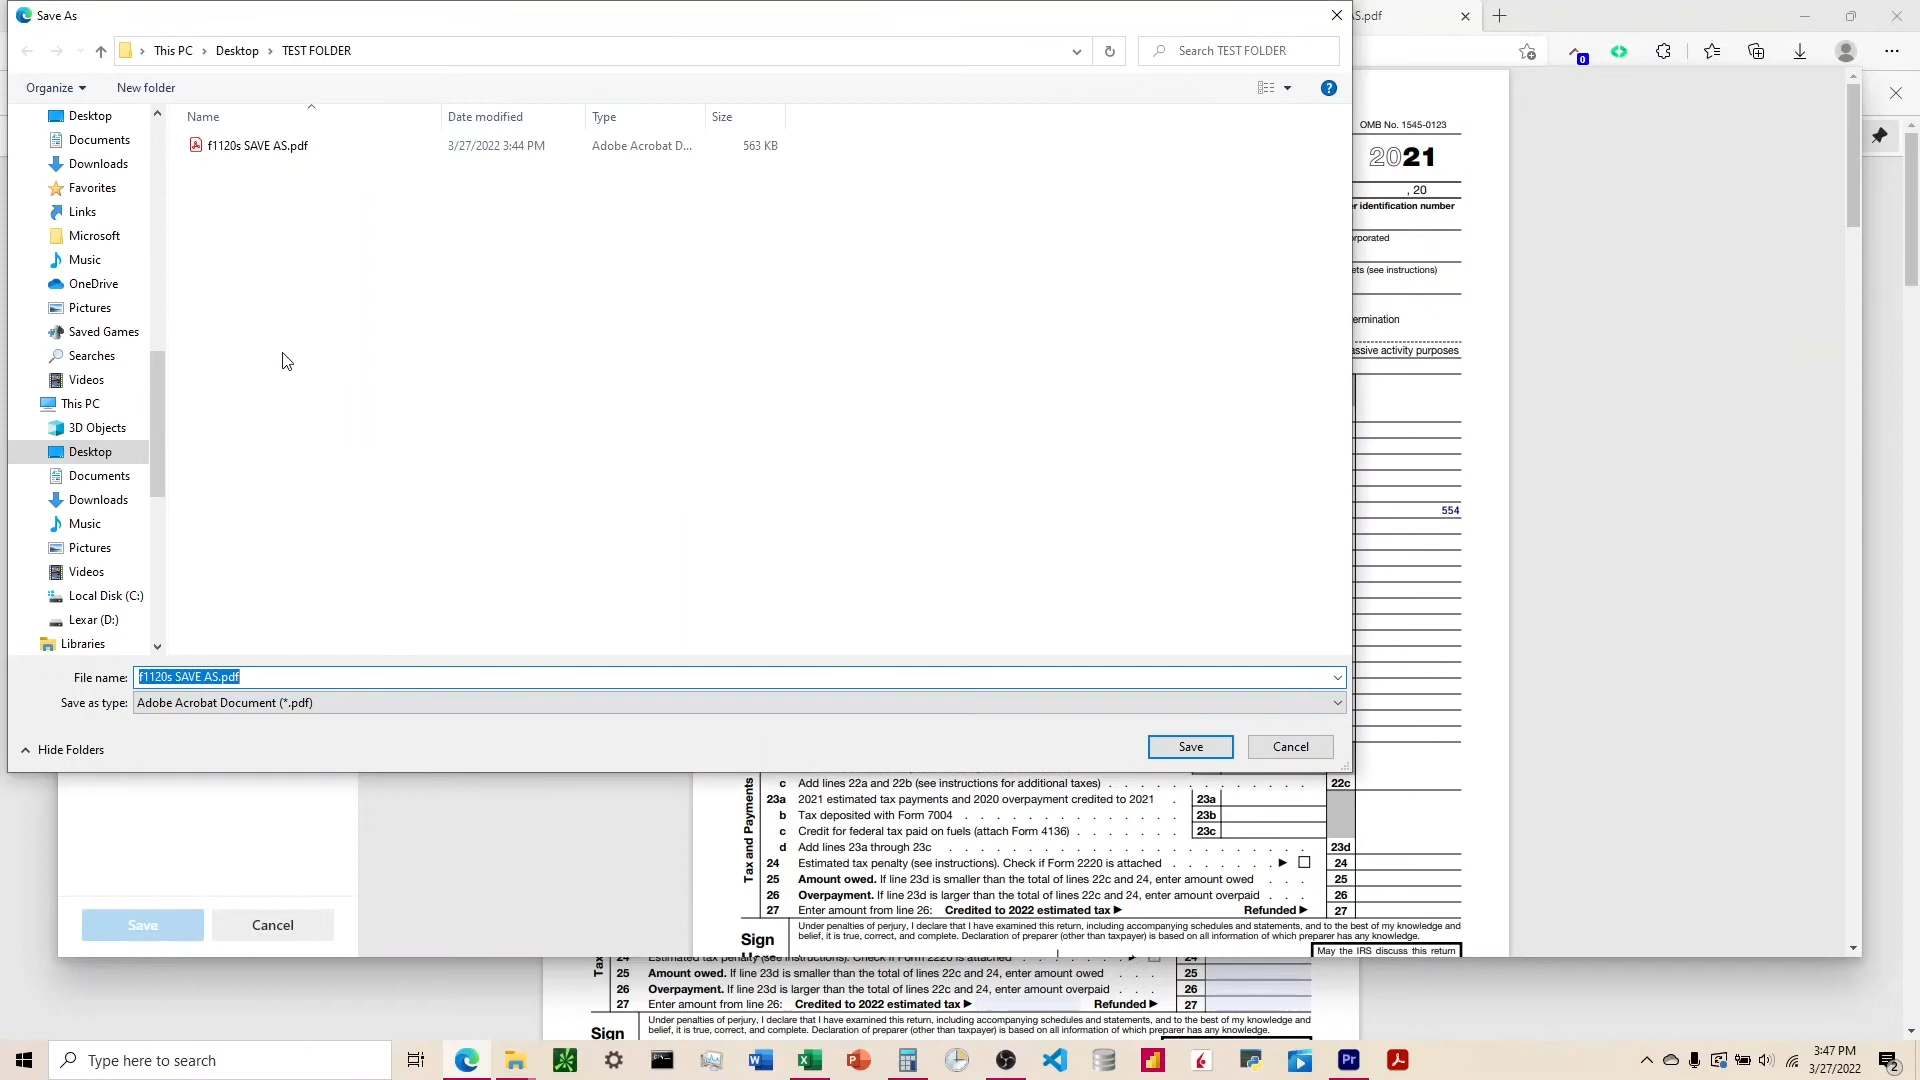 Save As
S.pdf
This PC
Desktop
TEST FOLDER
Search TEST FOLDER
0
Organize
New folder
Name
Date modified
Type
Size
f1120s SAVE AS.pdf
3/27/2022 3:44 PM
Adobe Acrobat D...
563 KB
Desktop
Documents
Downloads
Favorites
Links
Microsoft
Music
OneDrive
Pictures
Saved Games
Searches
Videos
This PC
3D Objects
Desktop
Documents
Downloads
Music
Pictures
Videos
Local Disk (C:)
Lexar (D:)
Libraries
OMB No. 1545-0123
2021
, 20
r identification number
rporated
ets (see instructions)
ermination
assive activity purposes
554
File name: f1120s SAVE AS.pdf
Save as type: Adobe Acrobat Document (*.pdf)
Hide Folders
Save
Cancel
Tax and Payments
c Add lines 22a and 22b (see instructions for additional taxes) 22c
23a 2021 estimated tax payments and 2020 overpayment credited to 2021 . 23a
b Tax deposited with Form 7004 23b
c Credit for federal tax paid on fuels (attach Form 4136) 23c
d Add lines 23a through 23c 23d
24 Estimated tax penalty (see instructions). Check if Form 2220 is attached ▶ 24
25 Amount owed. If line 23d is smaller than the total of lines 22c and 24, enter amount owed . . . 25
26 Overpayment. If line 23d is larger than the total of lines 22c and 24, enter amount overpaid . . 26
27 Enter amount from line 26: Credited to 2022 estimated tax ▶ Refunded ▶ 27
Sign
Under penalties of perjury, I declare that I have examined this return, including accompanying schedules and statements, and to the best of my knowledge and
belief, it is true, correct, and complete. Declaration of preparer (other than taxpayer) is based on all information of which preparer has any knowledge.
May the IRS discuss this return
Save
Cancel
Tax
24 Estimated tax penalty (see instructions). Check if Form 2220 is attached 24
25 Amount owed. If line 23d is smaller than the total of lines 22c and 24, enter amount owed . . . 25
26 Overpayment. If line 23d is larger than the total of lines 22c and 24, enter amount overpaid . . 26
27 Enter amount from line 26: Credited to 2022 estimated tax ▶ Refunded ▶ 27
Sign
Under penalties of perjury, I declare that I have examined this return, including accompanying schedules and statements, and to the best of my knowledge and
belief, it is true, correct, and complete. Declaration of preparer (other than taxpayer) is based on all information of which preparer has any knowledge.
Type here to search
3:47 PM
3/27/2022
2